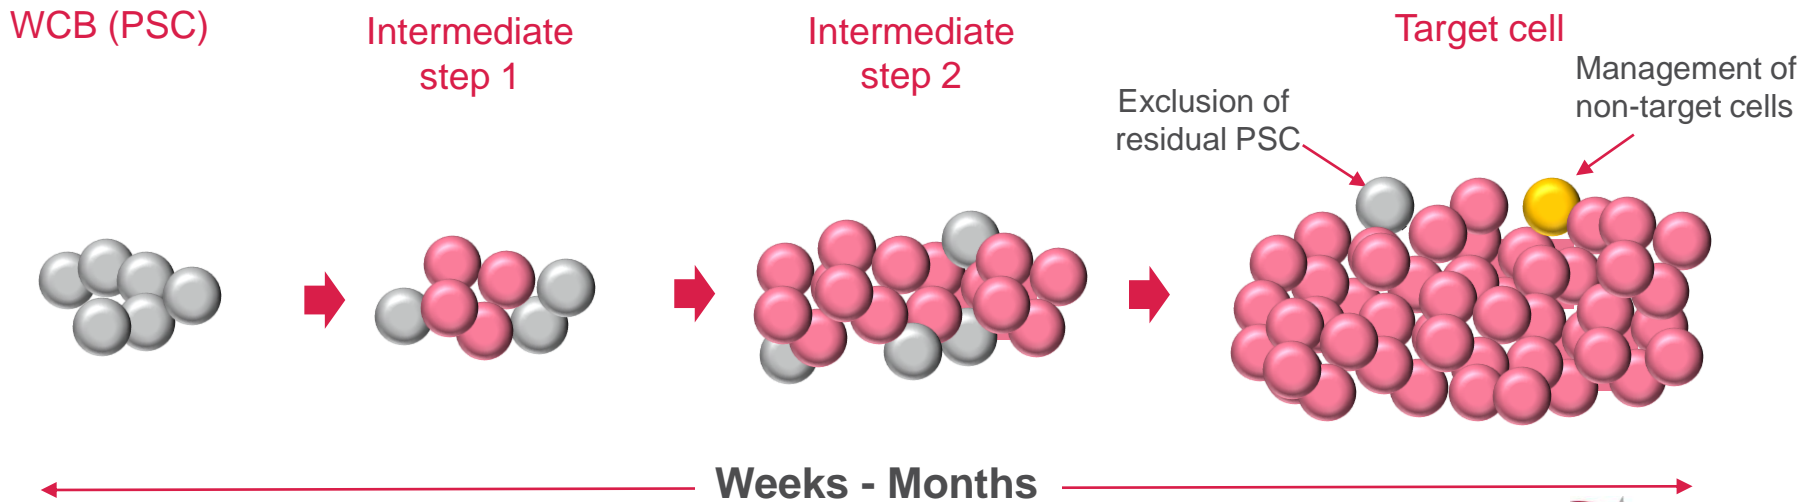 WCB (PSC)
Intermediate
step 1
Intermediate
step 2
Target cell
Exclusion of
residual PSC
Management of
non-target cells
Weeks - Months